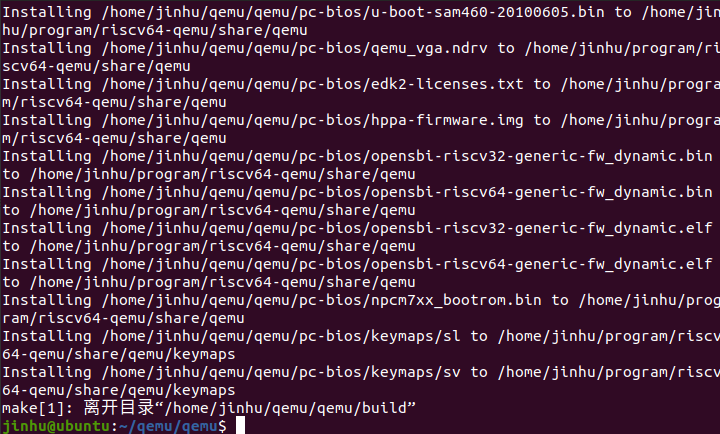 Installing /home/jinhu/qemu/qemu/pc-bios/u-boot-sam460-20100605.bin to /home/jin
hu/program/riscv64-qemu/share/qemu
Installing /home/jinhu/qemu/qemu/pc-bios/qemu_vga.ndrv to /home/jinhu/program/ri
scv64-qemu/share/qemu
Installing /home/jinhu/qemu/qemu/pc-bios/edk2-licenses.txt to /home/jinhu/progra
m/riscv64-qemu/share/qemu
Installing /home/jinhu/qemu/qemu/pc-bios/hppa-firmware.img to /home/jinhu/progra
m/riscv64-qemu/share/qemu
Installing /home/jinhu/qemu/qemu/pc-bios/opensbi-riscv32-generic-fw_dynamic.bin
to /home/jinhu/program/riscv64-qemu/share/qemu
Installing /home/jinhu/qemu/qemu/pc-bios/opensbi-riscv64-generic-fw_dynamic.bin
to /home/jinhu/program/riscv64-qemu/share/qemu
Installing /home/jinhu/qemu/qemu/pc-bios/opensbi-riscv32-generic-fw_dynamic.elf
to /home/jinhu/program/riscv64-qemu/share/qemu
Installing /home/jinhu/qemu/qemu/pc-bios/opensbi-riscv64-generic-fw_dynamic.elf
to /home/jinhu/program/riscv64-qemu/share/qemu
Installing /home/jinhu/qemu/qemu/pc-bios/npcm7xx_bootrom.bin to /home/jinhu/prog
ram/riscv64-qemu/share/qemu
Installing /home/jinhu/qemu/qemu/pc-bios/keymaps/sl to /home/jinhu/program/riscv
64-qemu/share/qemu/keymaps
Installing /home/jinhu/qemu/qemu/pc-bios/keymaps/sv to /home/jinhu/program/riscv
64-qemu/share/qemu/keymaps
make[1]: 离开目录“/home/jinhu/qemu/qemu/build”
jinhu@ubuntu:~/qemu/qemu$